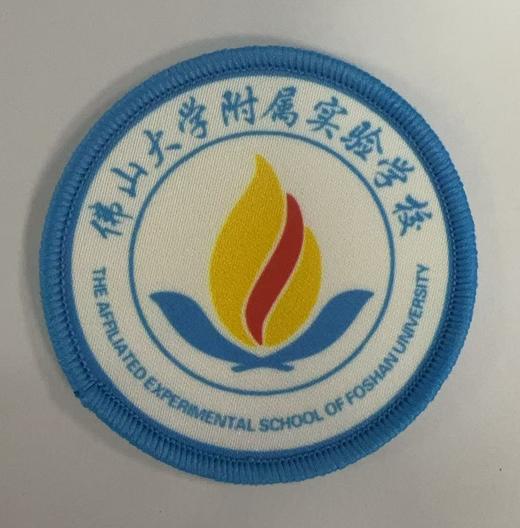 佛山大学附属实验学校
THE AFFILIATED EXPERIMENTAL SCHOOL OF FOSHAN UNIVERSITY